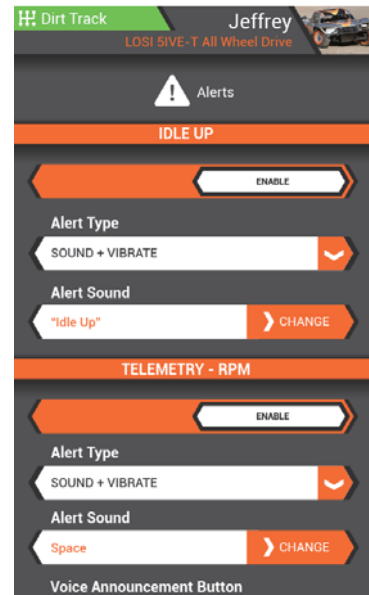 Dirt Track
Jeffrey
LOSI 5IVE-T All Wheel Drive
Alerts
IDLE UP
ENABLE
Alert Type
SOUND + VIBRATE
Alert Sound
"Idle Up"
CHANGE
TELEMETRY - RPM
ENABLE
Alert Type
SOUND + VIBRATE
Alert Sound
Space
CHANGE
Voice Announcement Button